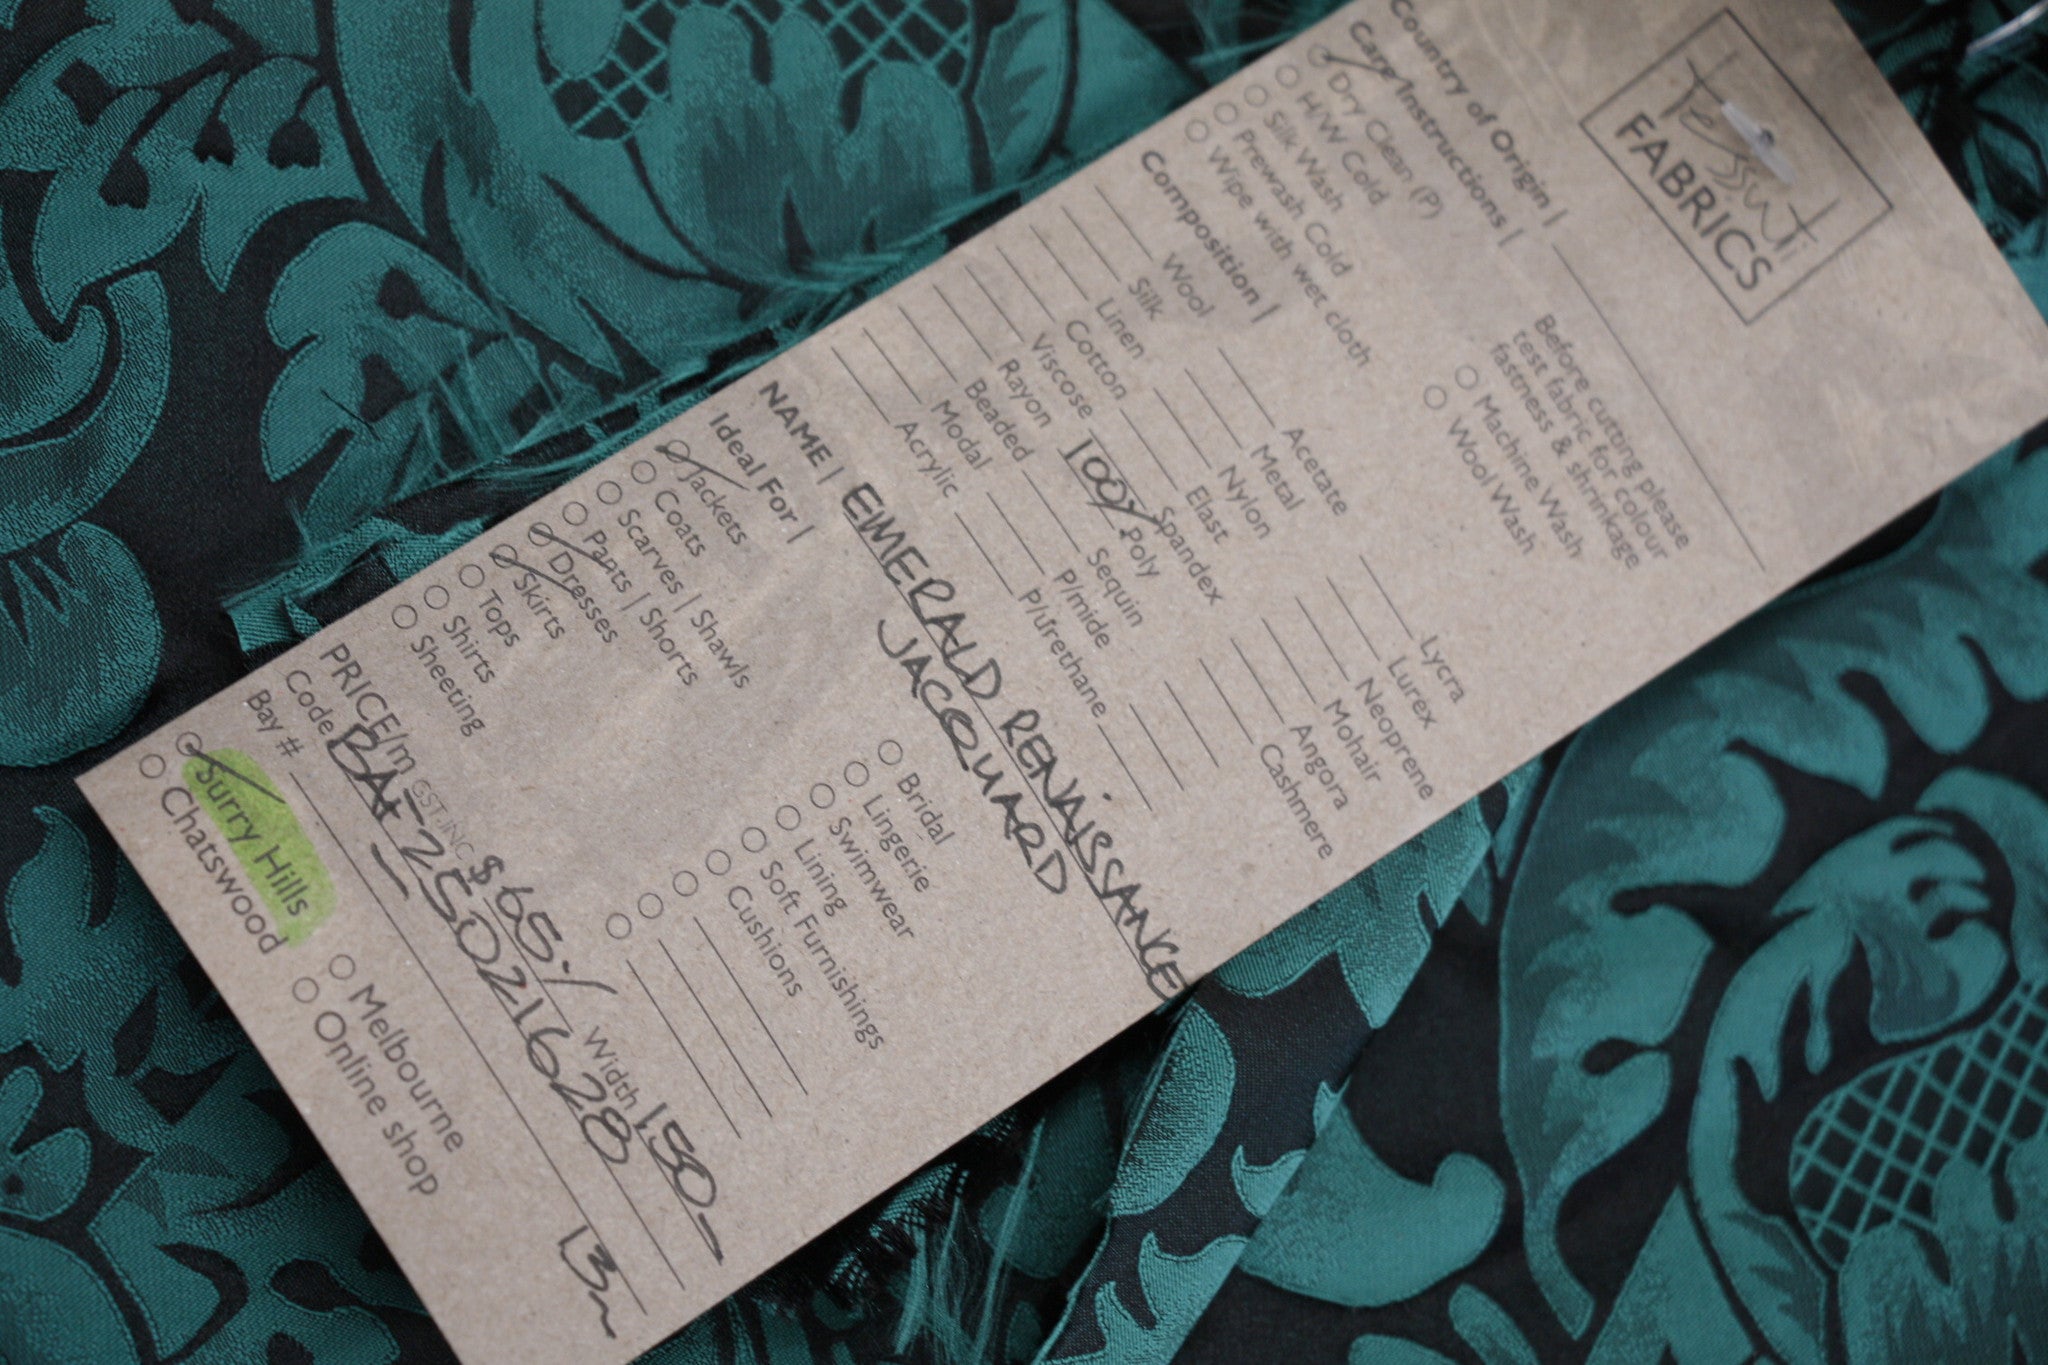 Tessuti
FABRICS
Country of Origin |
Care/Instructions |
Dry Clean (P)
H/W Cold
Silk Wash
Prewash Cold
Wipe with wet cloth
Before cutting please
test fabric for colour
fastness & shrinkage
Machine Wash
Wool Wash
Composition |
Wool
Silk
Linen
Cotton
Viscose
Rayon
Beaded
Modal
Acrylic
Acetate
Metal
Nylon
Elast
Spandex
100% Poly
Sequin
P/mide
P/urethane
Lycra
Lurex
Neoprene
Mohair
Angora
Cashmere
NAME | EMERALD RENAISSANCE
JACQUARD
Ideal For |
Jackets
Coats
Scarves | Shawls
Pants | Shorts
Dresses
Skirts
Tops
Shirts
Sheeting
Bridal
Lingerie
Swimwear
Lining
Soft Furnishings
Cushions
PRICE/m GST.INC $65 Width 150
Code BAT-25021628
Bay # 13m
Surry Hills
Chatswood
Melbourne
Online shop